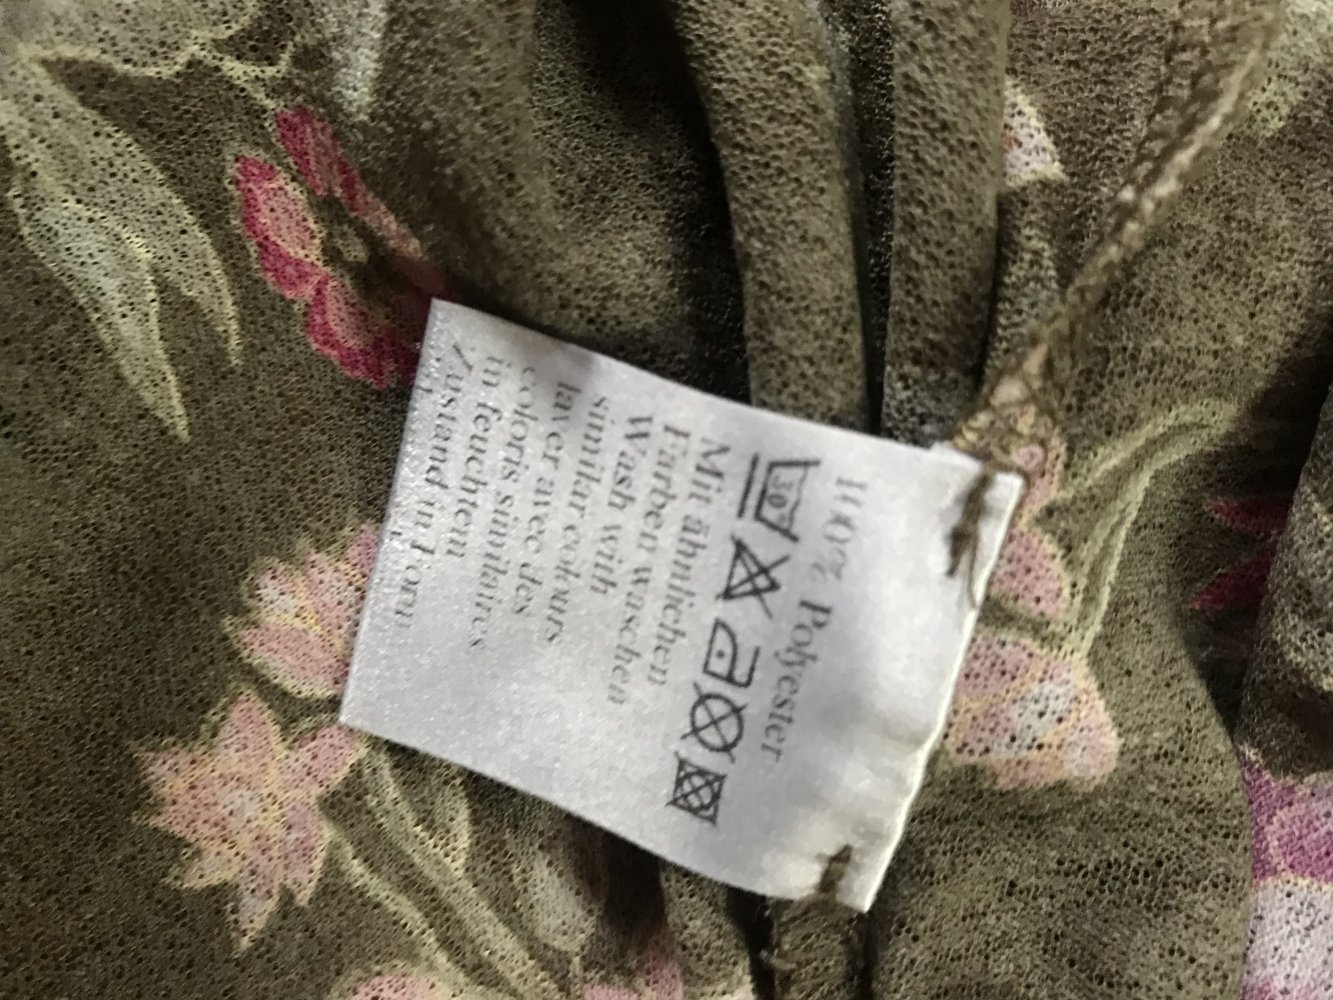 100% Polyester
30
Mit ähnlichen
Farben waschen
Wash with
similar colours
laver avec des
coloris similaires
in feuchtem
Zustand in Form